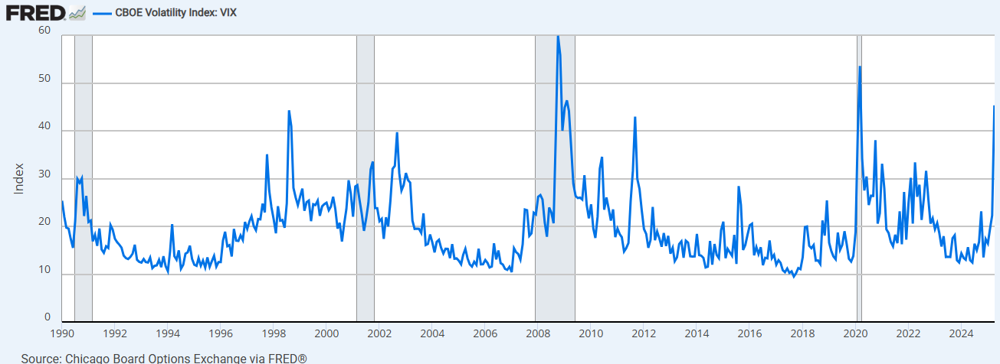 FRED CBOE Volatility Index: VIX
60
50
40
30
20
10
0
Index
1990 1992 1994 1996 1998 2000 2002 2004 2006 2008 2010 2012 2014 2016 2018 2020 2022 2024
Source: Chicago Board Options Exchange via FRED®